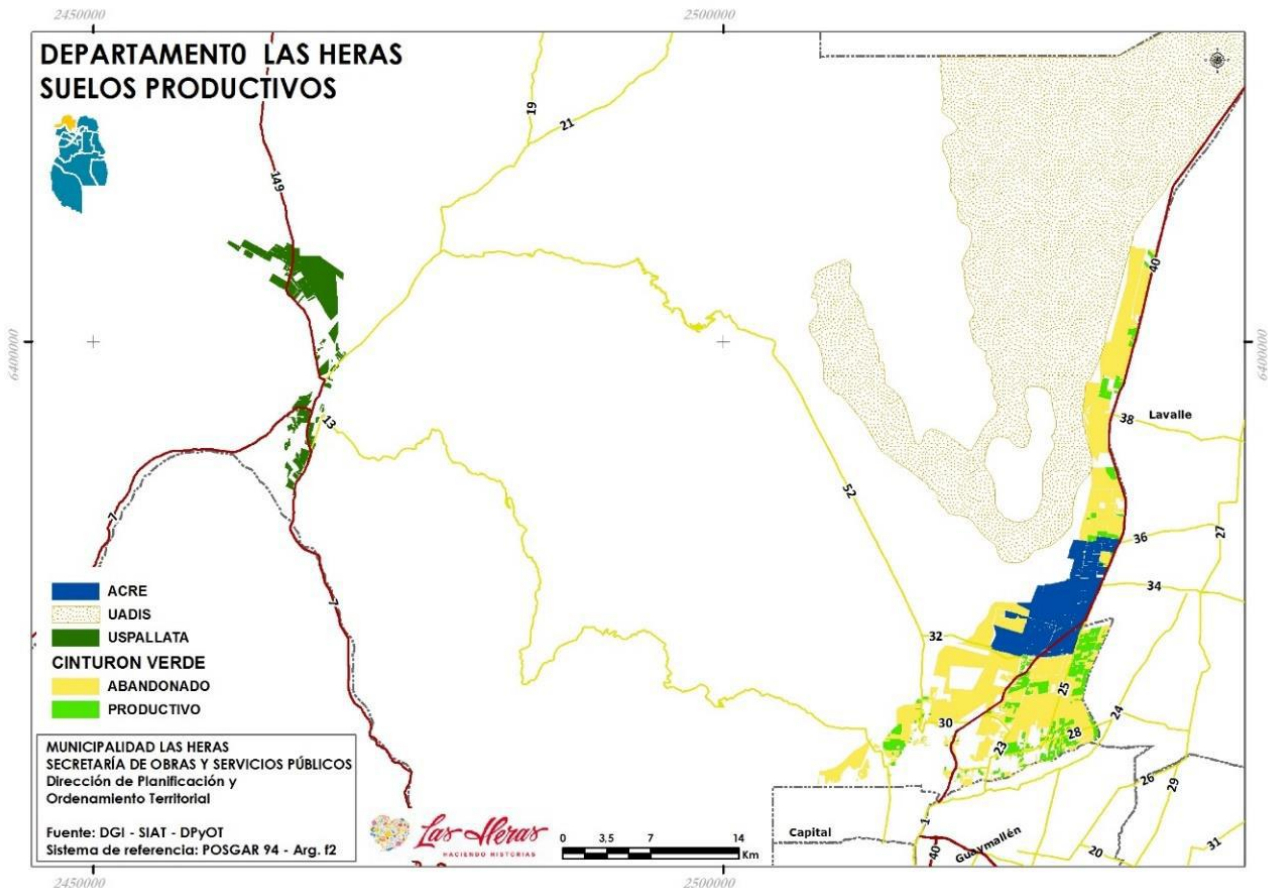 2450000
2500000
DEPARTAMENTO LAS HERAS
SUELOS PRODUCTIVOS
19
21
149
40
6400000
6400000
38
Lavalle
13
52
36
27
7
34
7
32
25
24
30
23
28
26
29
1
40
20
31
Capital
Guaymallén
ACRE
UADIS
USPALLATA
CINTURON VERDE
ABANDONADO
PRODUCTIVO
MUNICIPALIDAD LAS HERAS
SECRETARÍA DE OBRAS Y SERVICIOS PÚBLICOS
Dirección de Planificación y
Ordenamiento Territorial
Fuente: DGI - SIAT - DPyOT
Sistema de referencia: POSGAR 94 - Arg. f2
Las Heras
HACIENDO HISTORIAS
0 3.5 7 14
Km
2450000
2500000